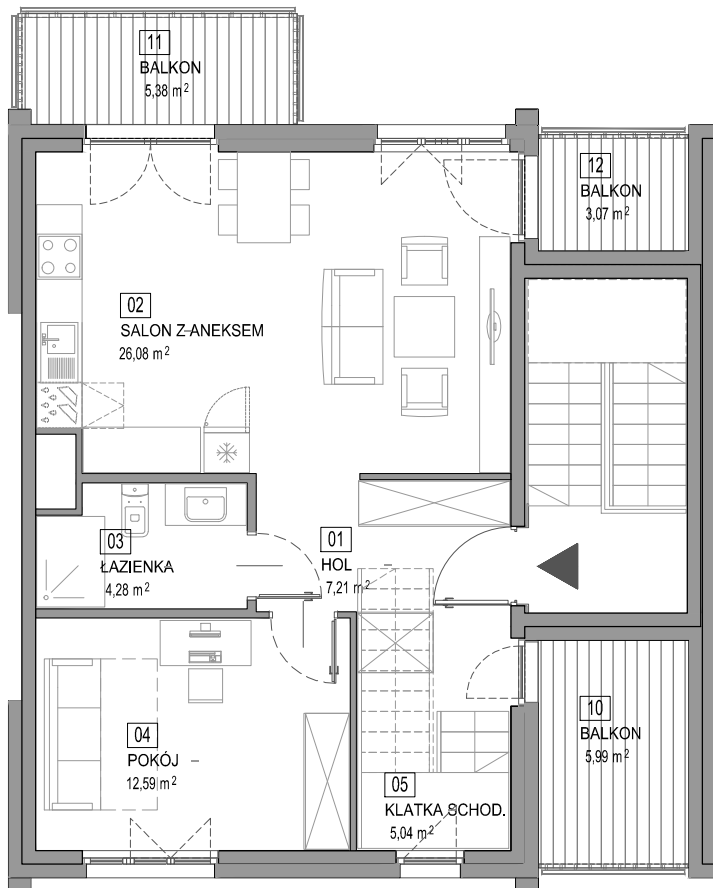 11
BALKON
5,38 m²
12
BALKON
3,07 m²
02
SALON Z ANEKSEM
26,08 m²
01
HOL
7,21 m²
03
ŁAZIENKA
4,28 m²
04
POKÓJ
12,59 m²
10
BALKON
5,99 m²
05
KLATKA SCHOD.
5,04 m²